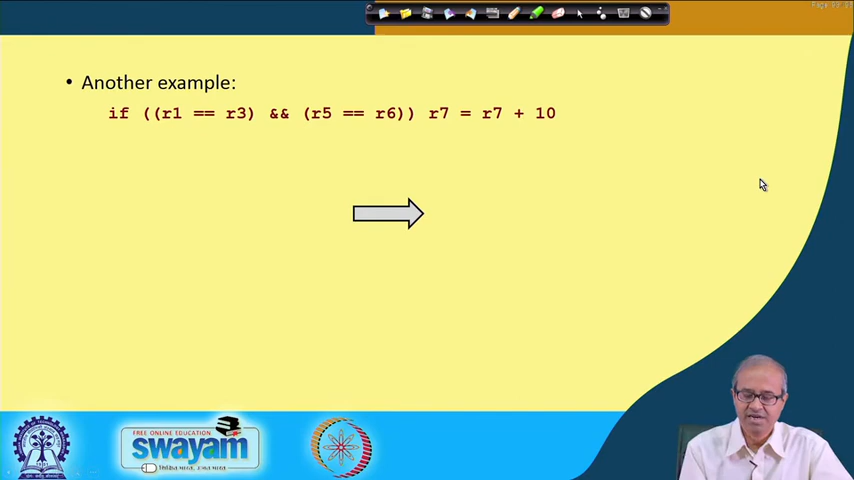 • Another example:
if ((r1 == r3) && (r5 == r6)) r7 = r7 + 10
FREE ONLINE EDUCATION
swayam